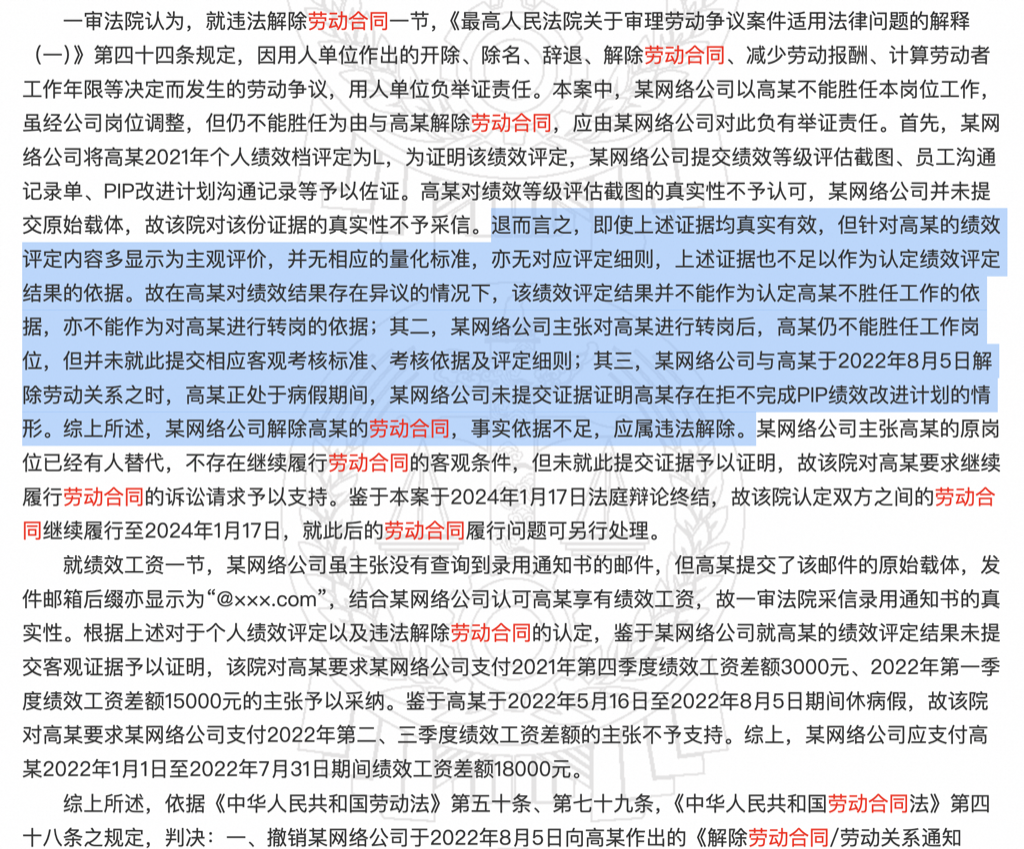 一审法院认为，就违法解除劳动合同一节，《最高人民法院关于审理劳动争议案件适用法律问题的解释
（一）》第四十四条规定，因用人单位作出的开除、除名、辞退、解除劳动合同、减少劳动报酬、计算劳动者
工作年限等决定而发生的劳动争议，用人单位负举证责任。本案中，某网络公司以高某不能胜任本岗位工作，
虽经公司岗位调整，但仍不能胜任为由与高某解除劳动合同，应由某网络公司对此负有举证责任。首先，某网
络公司将高某2021年个人绩效档评定为L，为证明该绩效评定，某网络公司提交绩效等级评估截图、员工沟通
记录单、PIP改进计划沟通记录等予以佐证。高某对绩效等级评估截图的真实性不予认可，某网络公司并未提
交原始载体，故该院对该份证据的真实性不予采信。退而言之，即使上述证据均真实有效，但针对高某的绩效
评定内容多显示为主观评价，并无相应的量化标准，亦无对应评定细则，上述证据也不足以作为认定绩效评定
结果的依据。故在高某对绩效结果存在异议的情况下，该绩效评定结果并不能作为认定高某不胜任工作的依
据，亦不能作为对高某进行转岗的依据；其二，某网络公司主张对高某进行转岗后，高某仍不能胜任工作岗
位，但并未就此提交相应客观考核标准、考核依据及评定细则；其三，某网络公司与高某于2022年8月5日解
除劳动关系之时，高某正处于病假期间，某网络公司未提交证据证明高某存在拒不完成PIP绩效改进计划的情
形。综上所述，某网络公司解除高某的劳动合同，事实依据不足，应属违法解除。某网络公司主张高某的原岗
位已经有人替代，不存在继续履行劳动合同的客观条件，但未就此提交证据予以证明，故该院对高某要求继续
履行劳动合同的诉讼请求予以支持。鉴于本案于2024年1月17日法庭辩论终结，故该院认定双方之间的劳动合
同继续履行至2024年1月17日，就此后的劳动合同履行问题可另行处理。
就绩效工资一节，某网络公司虽主张没有查询到录用通知书的邮件，但高某提交了该邮件的原始载体，发
件邮箱后缀亦显示为“@xxx.com”，结合某网络公司认可高某享有绩效工资，故一审法院采信录用通知书的真
实性。根据上述对于个人绩效评定以及违法解除劳动合同的认定，鉴于某网络公司就高某的绩效评定结果未提
交客观证据予以证明，该院对高某要求某网络公司支付2021年第四季度绩效工资差额3000元、2022年第一季
度绩效工资差额15000元的主张予以采纳。鉴于高某于2022年5月16日至2022年8月5日期间休病假，故该院
对高某要求某网络公司支付2022年第二、三季度绩效工资差额的主张不予支持。综上，某网络公司应支付高
某2022年1月1日至2022年7月31日期间绩效工资差额18000元。
综上所述，依据《中华人民共和国劳动法》第五十条、第七十九条，《中华人民共和国劳动合同法》第四
十八条之规定，判决：一、撤销某网络公司于2022年8月5日向高某作出的《解除劳动合同/劳动关系通知